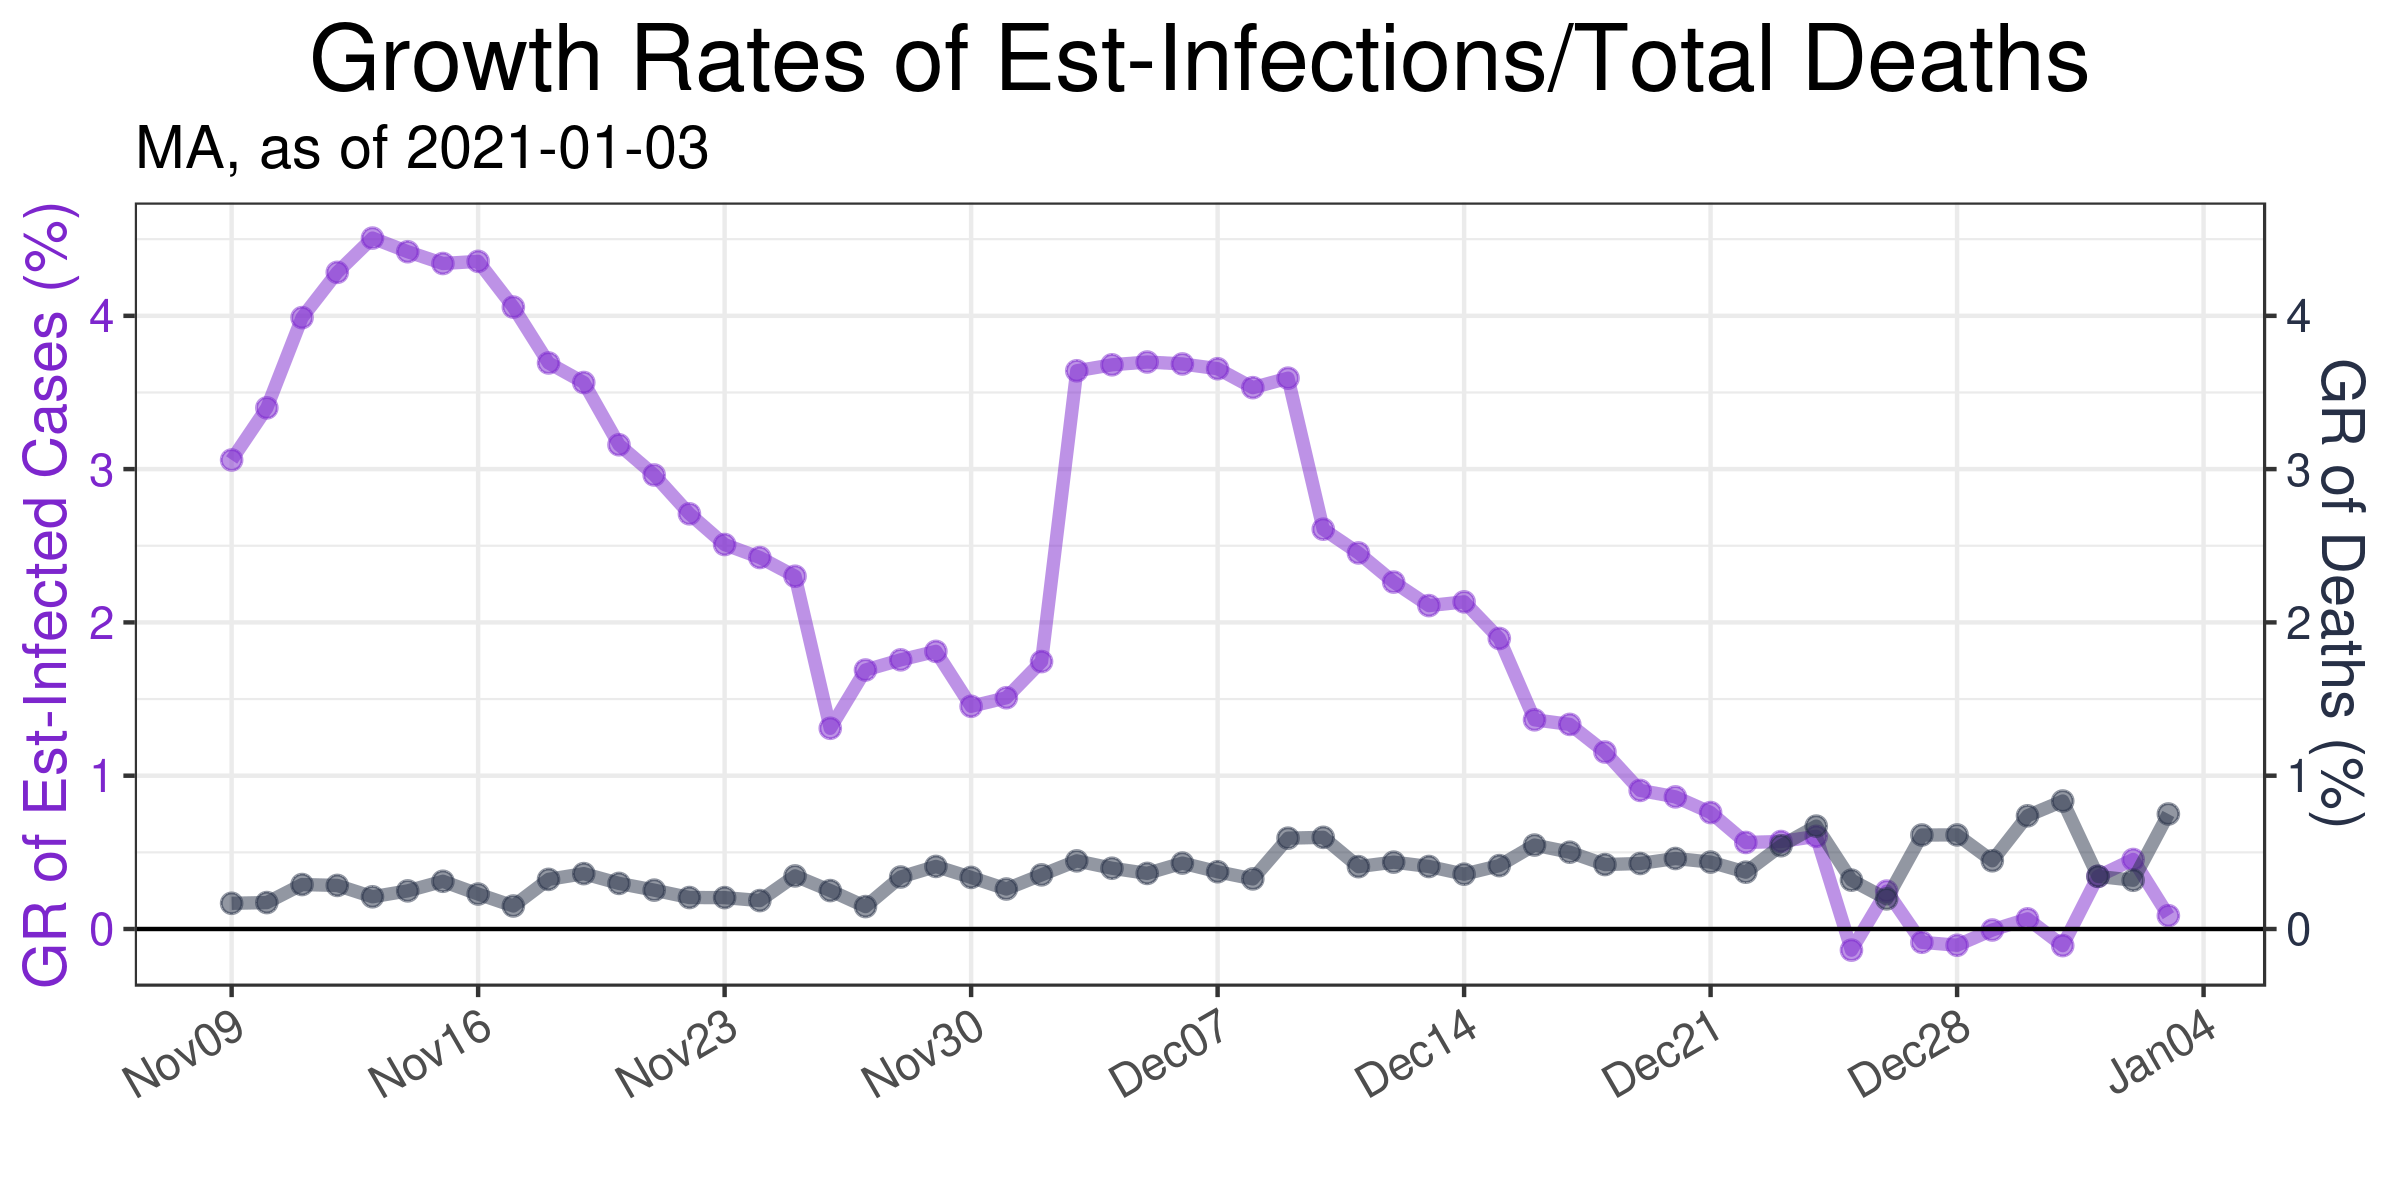 Growth Rates of Est-Infections/Total Deaths
MA, as of 2021-01-03
GR of Est-Infected Cases (%)
4
3
2
1
0
4
3
2
1
0
GR of Deaths (%)
Nov09
Nov16
Nov23
Nov30
Dec07
Dec14
Dec21
Dec28
Jan04